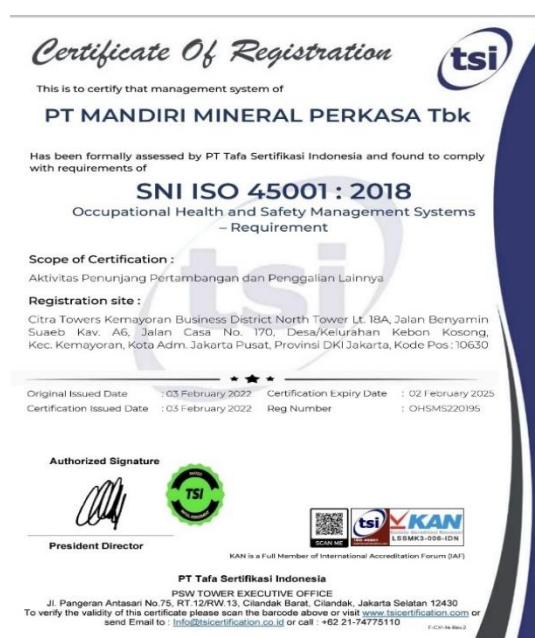 Certificate Of Registration
tsi
This is to certify that management system of
PT MANDIRI MINERAL PERKASA Tbk
Has been formally assessed by PT Tafa Sertifikasi Indonesia and found to comply
with requirements of
SNI ISO 45001 : 2018
Occupational Health and Safety Management Systems
– Requirement
Scope of Certification :
Aktivitas Penunjang Pertambangan dan Penggalian Lainnya
Registration site :
Citra Towers Kemayoran Business District North Tower Lt. 18A, Jalan Benyamin
Suaeb Kav. A6, Jalan Casa No. 170, Desa/Kelurahan Kebon Kosong,
Kec. Kemayoran, Kota Adm. Jakarta Pusat, Provinsi DKI Jakarta, Kode Pos : 10630
Original Issued Date : 03 February 2022 Certification Expiry Date : 02 February 2025
Certification Issued Date : 03 February 2022 Reg Number : OHSMS220195
Authorized Signature
TSI
President Director
SCAN ME
tsi
ISO 45001
KAN
LSSMK3-006-IDN
KAN is a Full Member of International Accreditation Forum (IAF)
PT Tafa Sertifikasi Indonesia
PSW TOWER EXECUTIVE OFFICE
Jl. Pangeran Antasari No.75, RT.12/RW.13, Cilandak Barat, Cilandak, Jakarta Selatan 12430
To verify the validity of this certificate please scan the barcode above or visit www.tsicertification.com or
send Email to : Info@tsicertification.co.id or call : +62 21-74775110